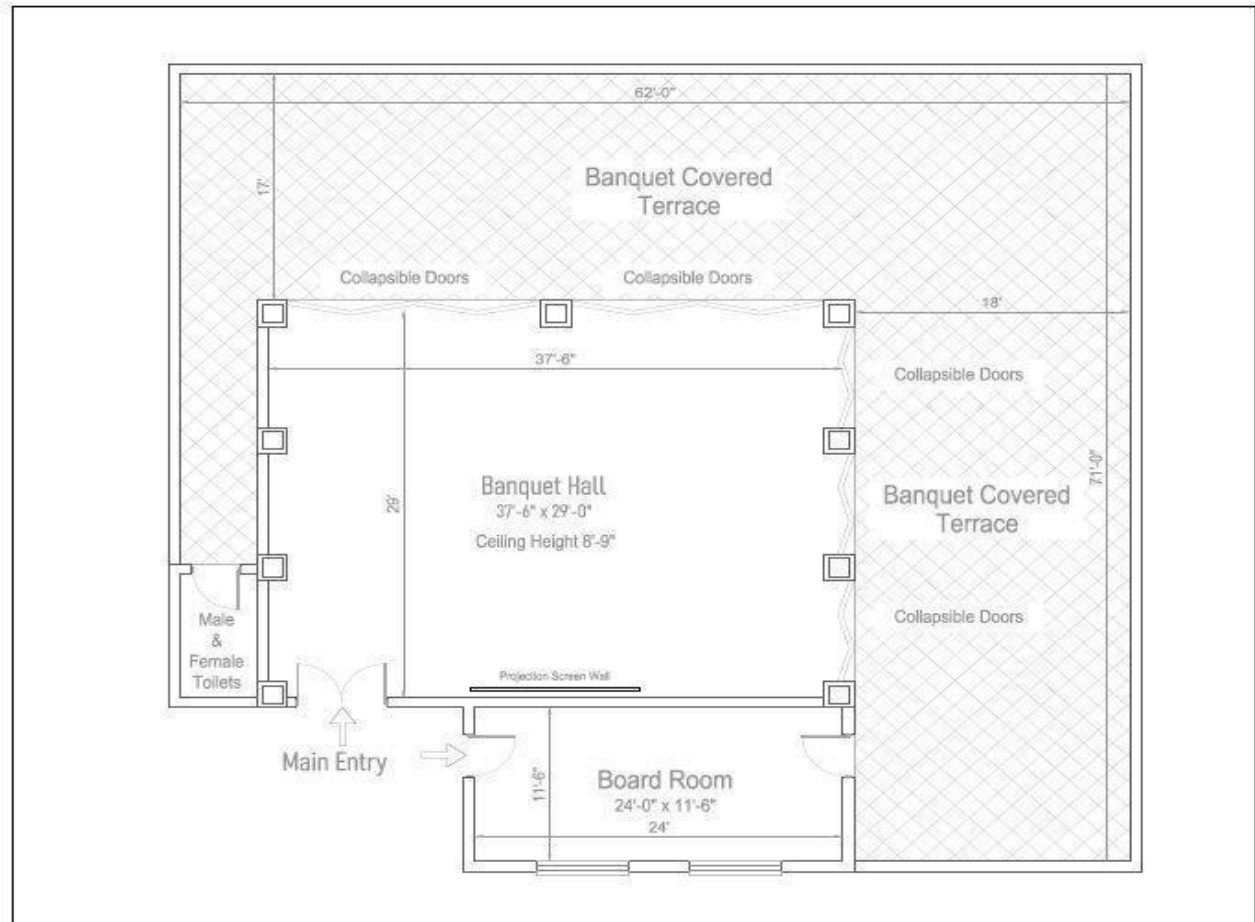 62'-0"
17'
Banquet Covered
Terrace
Collapsible Doors
Collapsible Doors
18'
37'-6"
Collapsible Doors
29'
Banquet Hall
37'-6" x 29'-0"
Ceiling Height 8'-9"
71'-0"
Banquet Covered
Terrace
Collapsible Doors
Male
&
Female
Toilets
Projection Screen Wall
Main Entry
11'-6"
Board Room
24'-0" x 11'-6"
24'